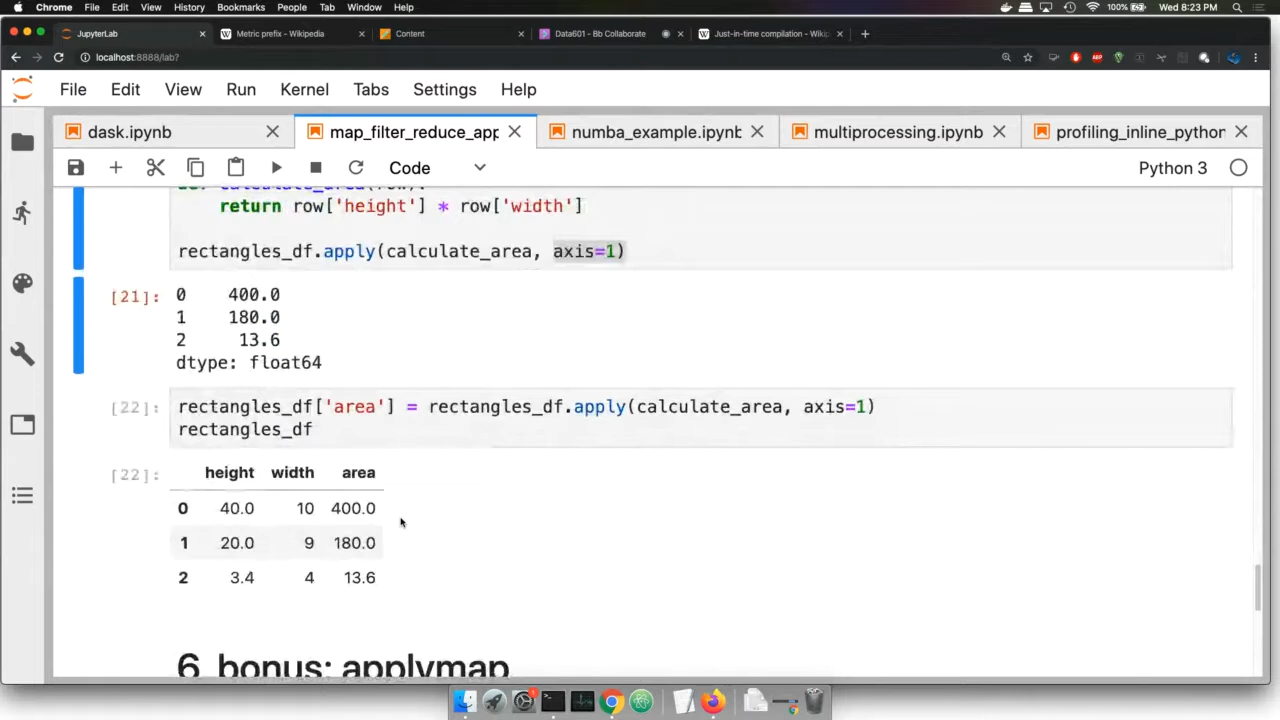 Chrome File Edit View History Bookmarks People Tab Window Help 100% Wed 8:23 PM
JupyterLab Metric prefix - Wikipedia Content Data601 - Bb Collaborate Just-in-time compilation - Wiki
localhost:8888/lab?
File Edit View Run Kernel Tabs Settings Help
dask.ipynb map_filter_reduce_app numba_example.ipynb multiprocessing.ipynb profiling_inline_python
Code Python 3
def calculate_area(row):
return row['height'] * row['width']
rectangles_df.apply(calculate_area, axis=1)
[21]: 0 400.0
1 180.0
2 13.6
dtype: float64
[22]: rectangles_df['area'] = rectangles_df.apply(calculate_area, axis=1)
rectangles_df
[22]: height width area
0 40.0 10 400.0
1 20.0 9 180.0
2 3.4 4 13.6
6 bonus: applymap